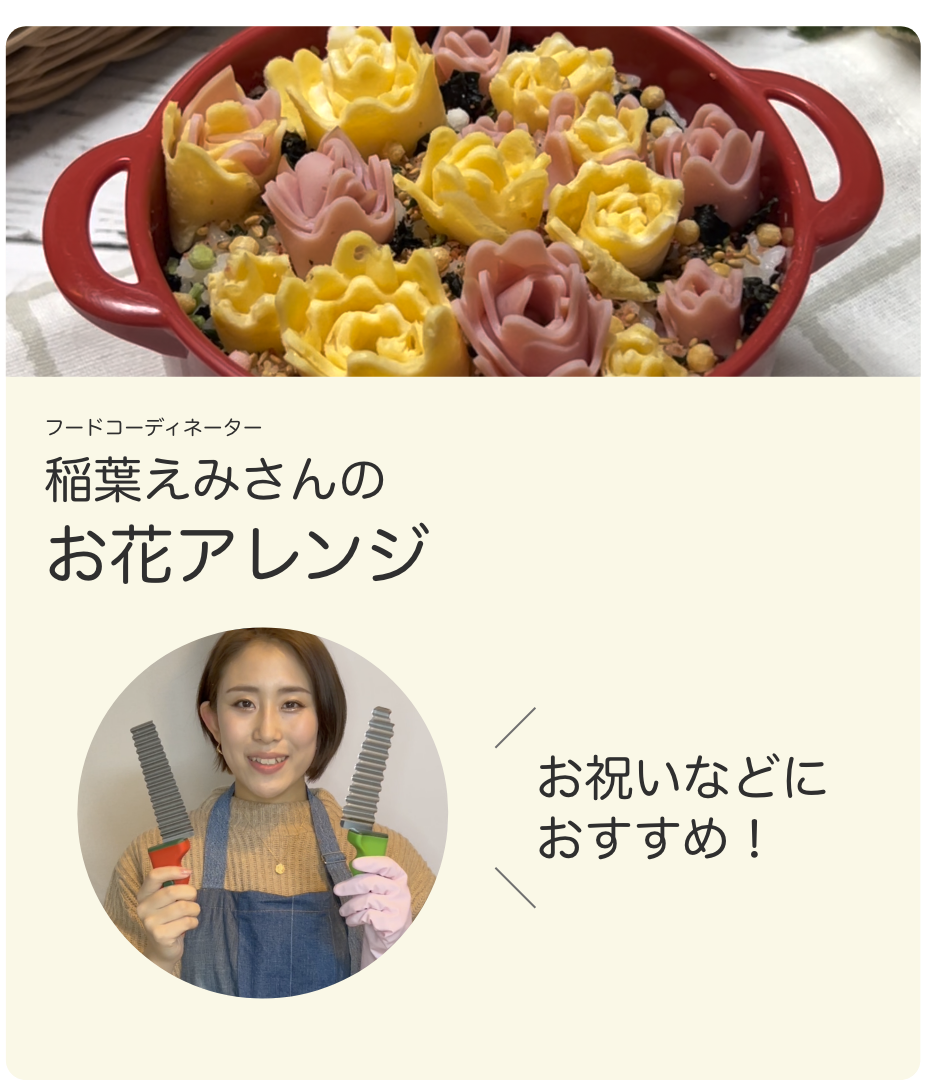 フードコーディネーター
稲葉えみさんの
お花アレンジ
お祝いなどに
おすすめ！